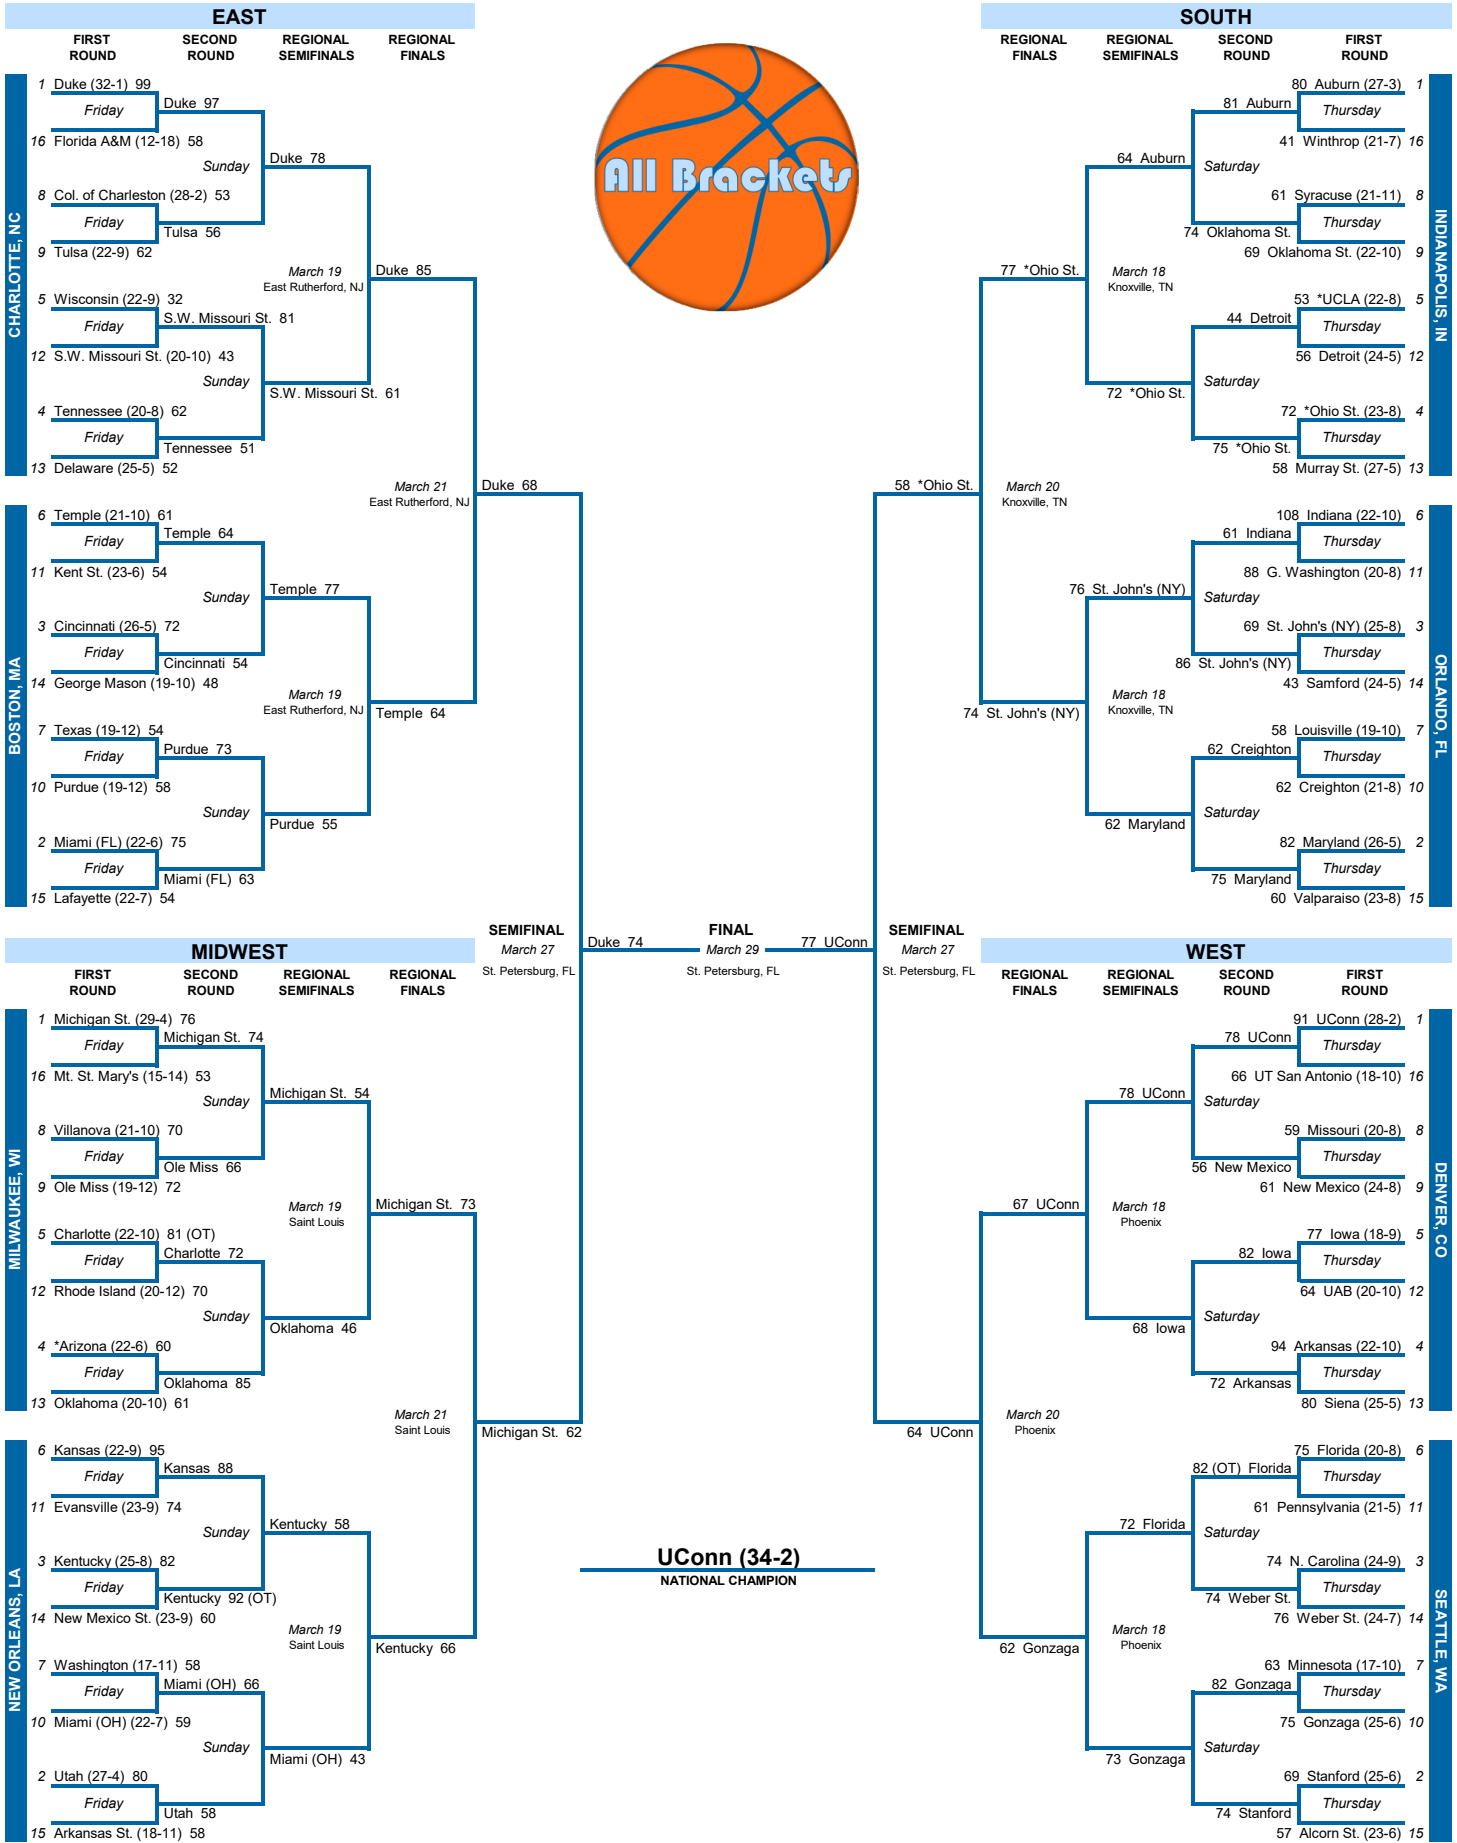 EAST
FIRST ROUND
SECOND ROUND
REGIONAL SEMIFINALS
REGIONAL FINALS
CHARLOTTE, NC
1 Duke (32-1) 99
Friday
Duke 97
16 Florida A&M (12-18) 58
Sunday
Duke 78
8 Col. of Charleston (28-2) 53
Friday
Tulsa 56
9 Tulsa (22-9) 62
March 19
East Rutherford, NJ
Duke 85
5 Wisconsin (22-9) 32
Friday
S.W. Missouri St. 81
12 S.W. Missouri St. (20-10) 43
Sunday
S.W. Missouri St. 61
4 Tennessee (20-8) 62
Friday
Tennessee 51
13 Delaware (25-5) 52
March 21
East Rutherford, NJ
Duke 68
BOSTON, MA
6 Temple (21-10) 61
Friday
Temple 64
11 Kent St. (23-6) 54
Sunday
Temple 77
3 Cincinnati (26-5) 72
Friday
Cincinnati 54
14 George Mason (19-10) 48
March 19
East Rutherford, NJ
Temple 64
7 Texas (19-12) 54
Friday
Purdue 73
10 Purdue (19-12) 58
Sunday
Purdue 55
2 Miami (FL) (22-6) 75
Friday
Miami (FL) 63
15 Lafayette (22-7) 54
All Brackets
SOUTH
REGIONAL FINALS
REGIONAL SEMIFINALS
SECOND ROUND
FIRST ROUND
INDIANAPOLIS, IN
80 Auburn (27-3) 1
81 Auburn
Thursday
41 Winthrop (21-7) 16
64 Auburn
Saturday
61 Syracuse (21-11) 8
Thursday
74 Oklahoma St.
69 Oklahoma St. (22-10) 9
77 *Ohio St.
March 18
Knoxville, TN
53 *UCLA (22-8) 5
44 Detroit
Thursday
56 Detroit (24-5) 12
Saturday
72 *Ohio St.
72 *Ohio St. (23-8) 4
Thursday
75 *Ohio St.
58 Murray St. (27-5) 13
58 *Ohio St.
March 20
Knoxville, TN
ORLANDO, FL
108 Indiana (22-10) 6
61 Indiana
Thursday
88 G. Washington (20-8) 11
76 St. John's (NY)
Saturday
69 St. John's (NY) (25-8) 3
Thursday
86 St. John's (NY)
43 Samford (24-5) 14
March 18
Knoxville, TN
74 St. John's (NY)
58 Louisville (19-10) 7
62 Creighton
Thursday
62 Creighton (21-8) 10
Saturday
62 Maryland
82 Maryland (26-5) 2
Thursday
75 Maryland
60 Valparaiso (23-8) 15
SEMIFINAL
March 27
St. Petersburg, FL
Duke 74
FINAL
March 29
St. Petersburg, FL
77 UConn
SEMIFINAL
March 27
St. Petersburg, FL
MIDWEST
FIRST ROUND
SECOND ROUND
REGIONAL SEMIFINALS
REGIONAL FINALS
MILWAUKEE, WI
1 Michigan St. (29-4) 76
Friday
Michigan St. 74
16 Mt. St. Mary's (15-14) 53
Sunday
Michigan St. 54
8 Villanova (21-10) 70
Friday
Ole Miss 66
9 Ole Miss (19-12) 72
March 19
Saint Louis
Michigan St. 73
5 Charlotte (22-10) 81 (OT)
Friday
Charlotte 72
12 Rhode Island (20-12) 70
Sunday
Oklahoma 46
4 *Arizona (22-6) 60
Friday
Oklahoma 85
13 Oklahoma (20-10) 61
March 21
Saint Louis
Michigan St. 62
NEW ORLEANS, LA
6 Kansas (22-9) 95
Friday
Kansas 88
11 Evansville (23-9) 74
Sunday
Kentucky 58
3 Kentucky (25-8) 82
Friday
Kentucky 92 (OT)
14 New Mexico St. (23-9) 60
March 19
Saint Louis
Kentucky 66
7 Washington (17-11) 58
Friday
Miami (OH) 66
10 Miami (OH) (22-7) 59
Sunday
Miami (OH) 43
2 Utah (27-4) 80
Friday
Utah 58
15 Arkansas St. (18-11) 58
UConn (34-2)
NATIONAL CHAMPION
WEST
REGIONAL FINALS
REGIONAL SEMIFINALS
SECOND ROUND
FIRST ROUND
DENVER, CO
91 UConn (28-2) 1
78 UConn
Thursday
66 UT San Antonio (18-10) 16
78 UConn
Saturday
59 Missouri (20-8) 8
Thursday
56 New Mexico
61 New Mexico (24-8) 9
67 UConn
March 18
Phoenix
77 Iowa (18-9) 5
82 Iowa
Thursday
64 UAB (20-10) 12
Saturday
68 Iowa
94 Arkansas (22-10) 4
Thursday
72 Arkansas
80 Siena (25-5) 13
March 20
Phoenix
64 UConn
SEATTLE, WA
75 Florida (20-8) 6
82 (OT) Florida
Thursday
61 Pennsylvania (21-5) 11
72 Florida
Saturday
74 N. Carolina (24-9) 3
Thursday
74 Weber St.
76 Weber St. (24-7) 14
March 18
Phoenix
62 Gonzaga
63 Minnesota (17-10) 7
82 Gonzaga
Thursday
75 Gonzaga (25-6) 10
Saturday
73 Gonzaga
69 Stanford (25-6) 2
Thursday
74 Stanford
57 Alcorn St. (23-6) 15